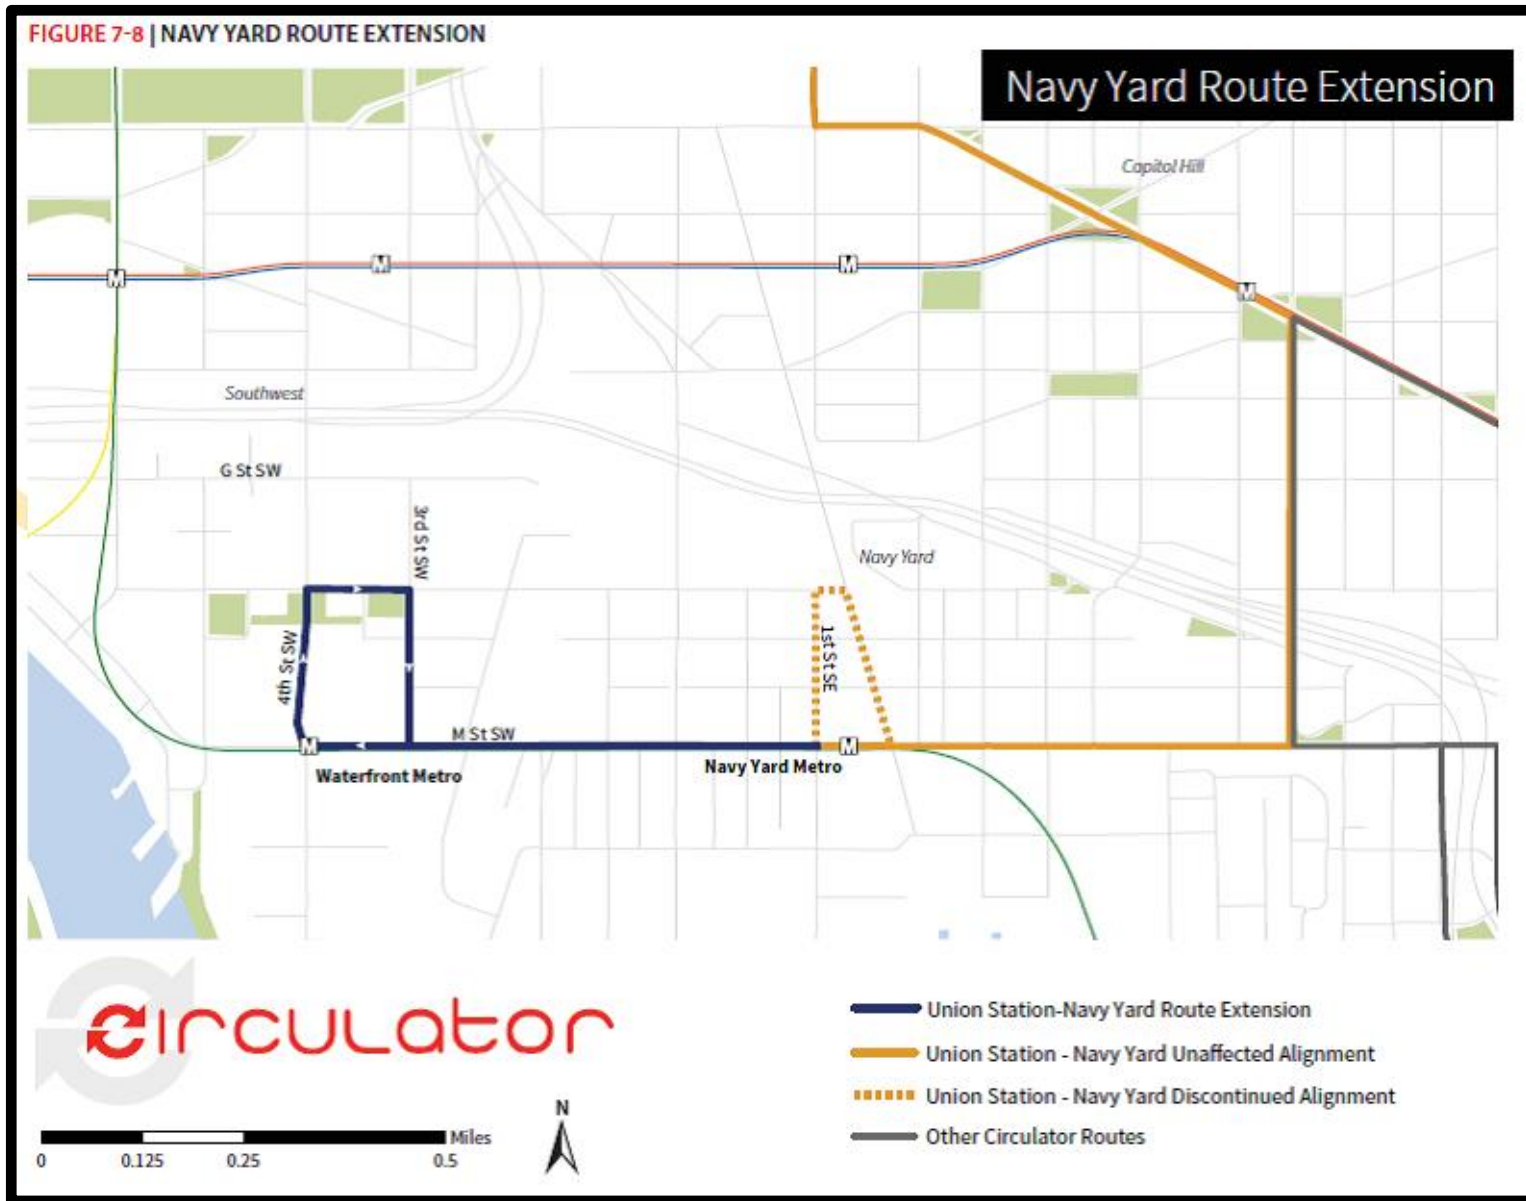 FIGURE 7-8 | NAVY YARD ROUTE EXTENSION
Navy Yard Route Extension
Capitol Hill
M
M
M
M
Southwest
G St SW
3rd St SW
Navy Yard
4th St SW
1st St SE
M St SW
M
M
Waterfront Metro
Navy Yard Metro
circulator
Union Station-Navy Yard Route Extension
Union Station - Navy Yard Unaffected Alignment
Union Station - Navy Yard Discontinued Alignment
Other Circulator Routes
N
Miles
0 0.125 0.25 0.5